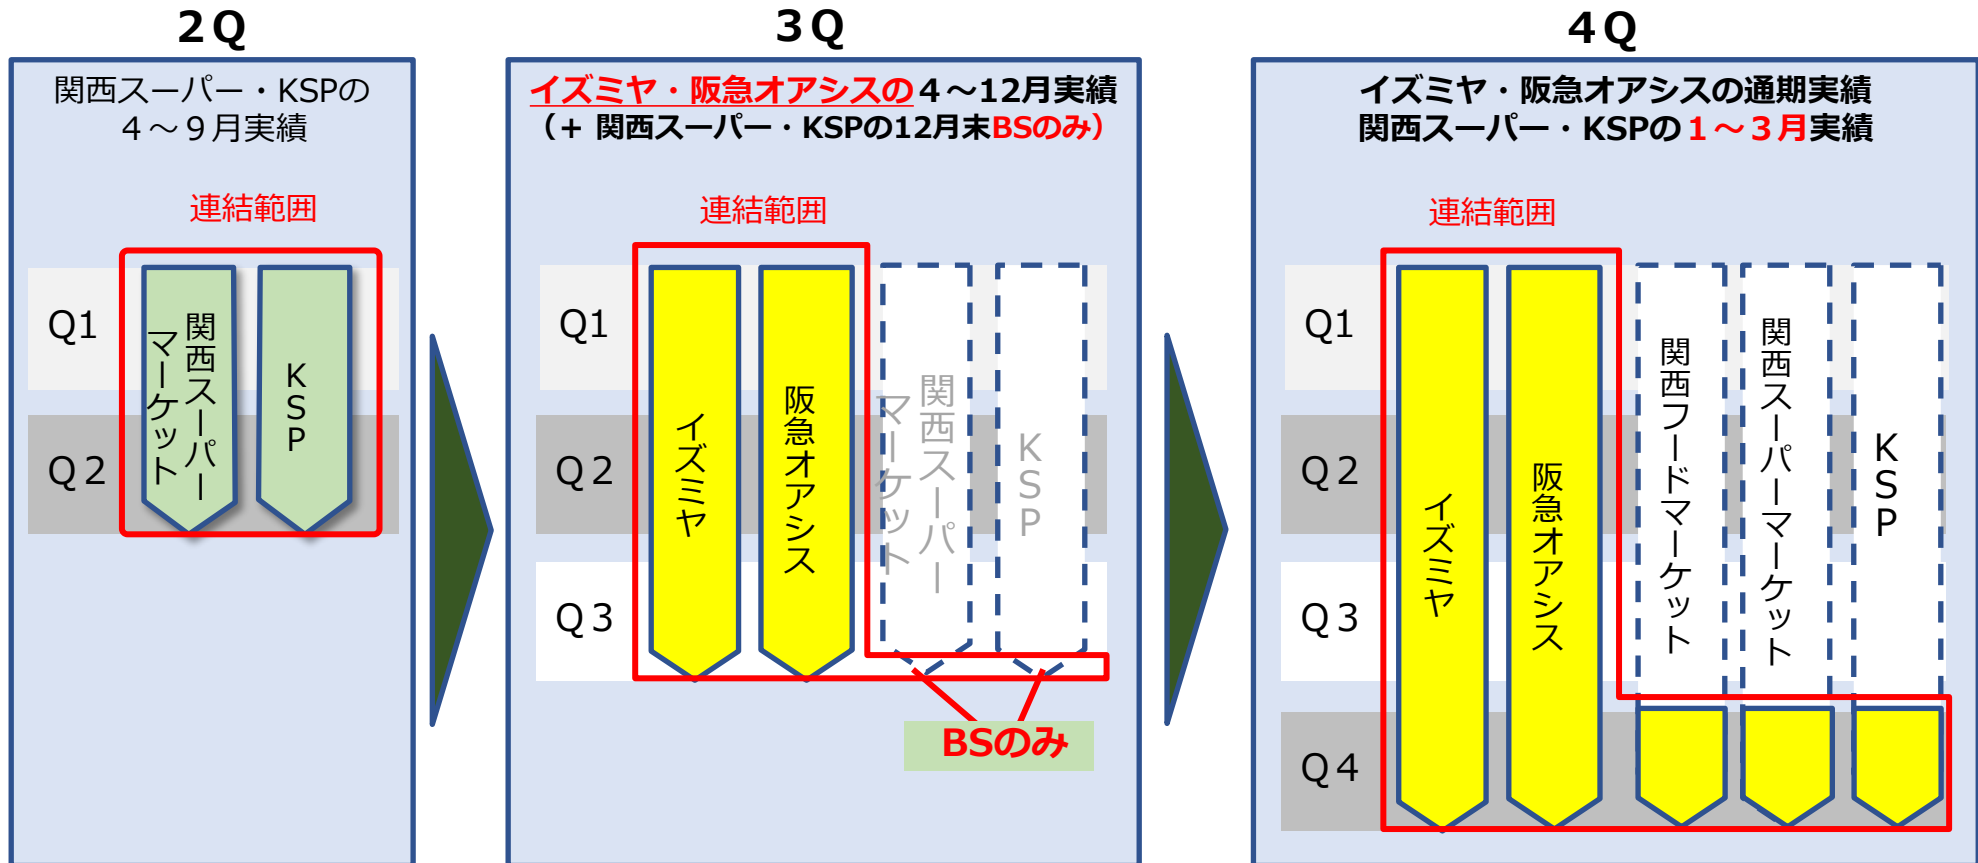 ２Q
関西スーパー・KSPの
４～９月実績
連結範囲
Q1
Q２
関西スーパー
マーケット
KSP
３Q
イズミヤ・阪急オアシスの４～12月実績
（+ 関西スーパー・KSPの12月末BSのみ）
連結範囲
Q1
Q２
Q３
イズミヤ
阪急オアシス
関西スーパー
マーケット
KSP
BSのみ
４Q
イズミヤ・阪急オアシスの通期実績
関西スーパー・KSPの１～３月実績
連結範囲
Q1
Q２
Q３
Q４
イズミヤ
阪急オアシス
関西フードマーケット
関西スーパーマーケット
KSP